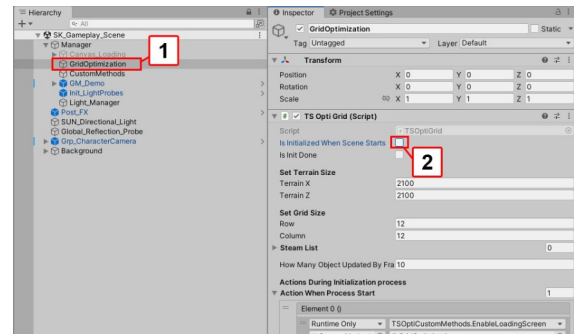 Hierarchy
All
SK_Gameplay_Scene
Manager
Canvas_Loading
GridOptimization
CustomMethods
GM_Demo
Init_LightProbes
Light_Manager
Post_FX
SUN_Directional_Light
Global_Reflection_Probe
Grp_CharacterCamera
Background
1
Inspector Project Settings
GridOptimization Static
Tag Untagged Layer Default
Transform
Position X 0 Y 0 Z 0
Rotation X 0 Y 0 Z 0
Scale X 1 Y 1 Z 1
TS Opti Grid (Script)
Script TSOptiGrid
Is Initialized When Scene Starts
Is Init Done
2
Set Terrain Size
Terrain X 2100
Terrain Z 2100
Set Grid Size
Row 12
Column 12
Steam List 0
How Many Object Updated By Fra 10
Actions During Initialization process
Action When Process Start 1
Element 0 ()
Runtime Only TSOptiCustomMethods.EnableLoadingScreen